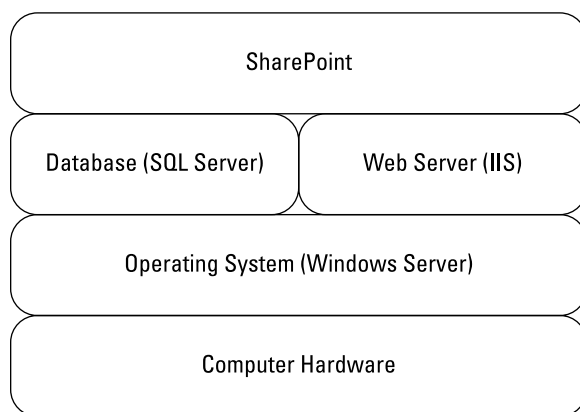 SharePoint
Database (SQL Server)
Web Server (IIS)
Operating System (Windows Server)
Computer Hardware